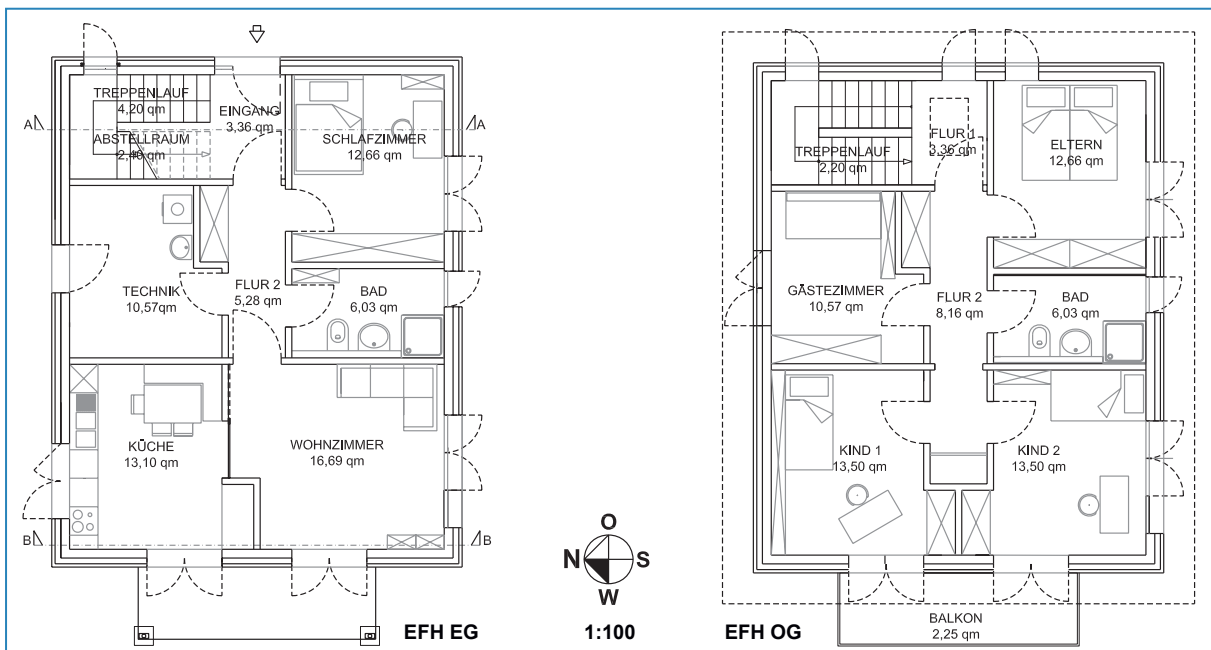 TREPPENLAUF
4,20 qm
EINGANG
3,36 qm
A
ABSTELLRAUM
2,40 qm
SCHLAFZIMMER
12,66 qm
A
TECHNIK
10,57qm
FLUR 2
5,28 qm
BAD
6,03 qm
KÜCHE
13,10 qm
WOHNZIMMER
16,69 qm
B
B
EFH EG
O
N
S
W
1:100
FLUR 1
3,36 qm
TREPPENLAUF
2,20 qm
ELTERN
12,66 qm
GÄSTEZIMMER
10,57 qm
FLUR 2
8,16 qm
BAD
6,03 qm
KIND 1
13,50 qm
KIND 2
13,50 qm
BALKON
2,25 qm
EFH OG